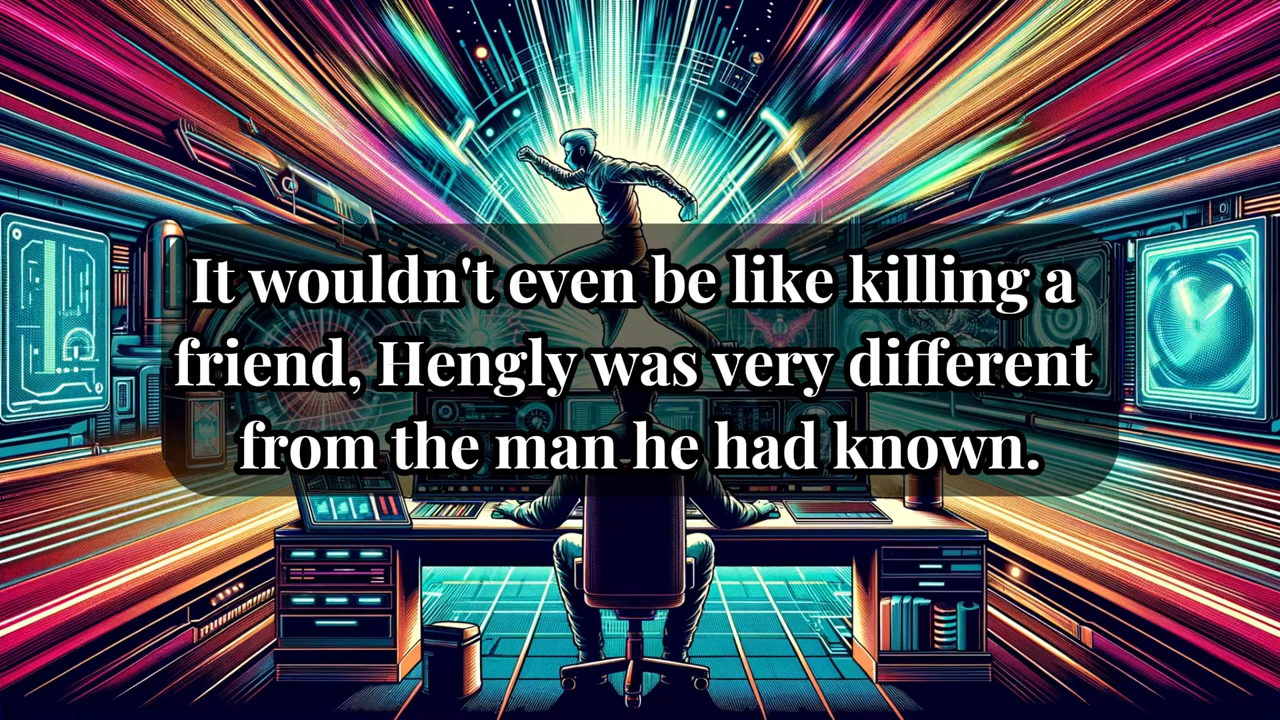 It wouldn't even be like killing a
friend, Hengly was very different
from the man he had known.